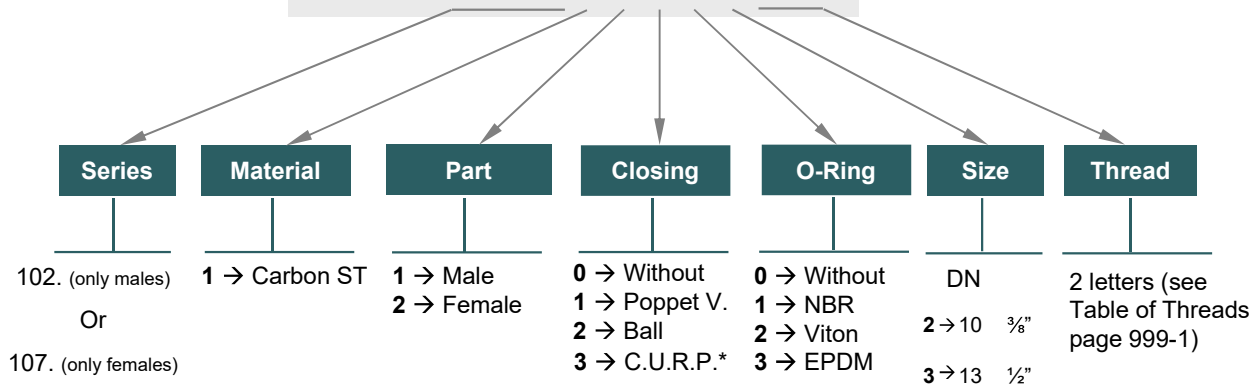 Series
Material
Part
Closing
O-Ring
Size
Thread
102. (only males)
Or
107. (only females)
1 → Carbon ST
1 → Male
2 → Female
0 → Without
1 → Poppet V.
2 → Ball
3 → C.U.R.P.*
0 → Without
1 → NBR
2 → Viton
3 → EPDM
DN
2 → 10 ⅜”
3 → 13 ½”
2 letters (see
Table of Threads
page 999-1)